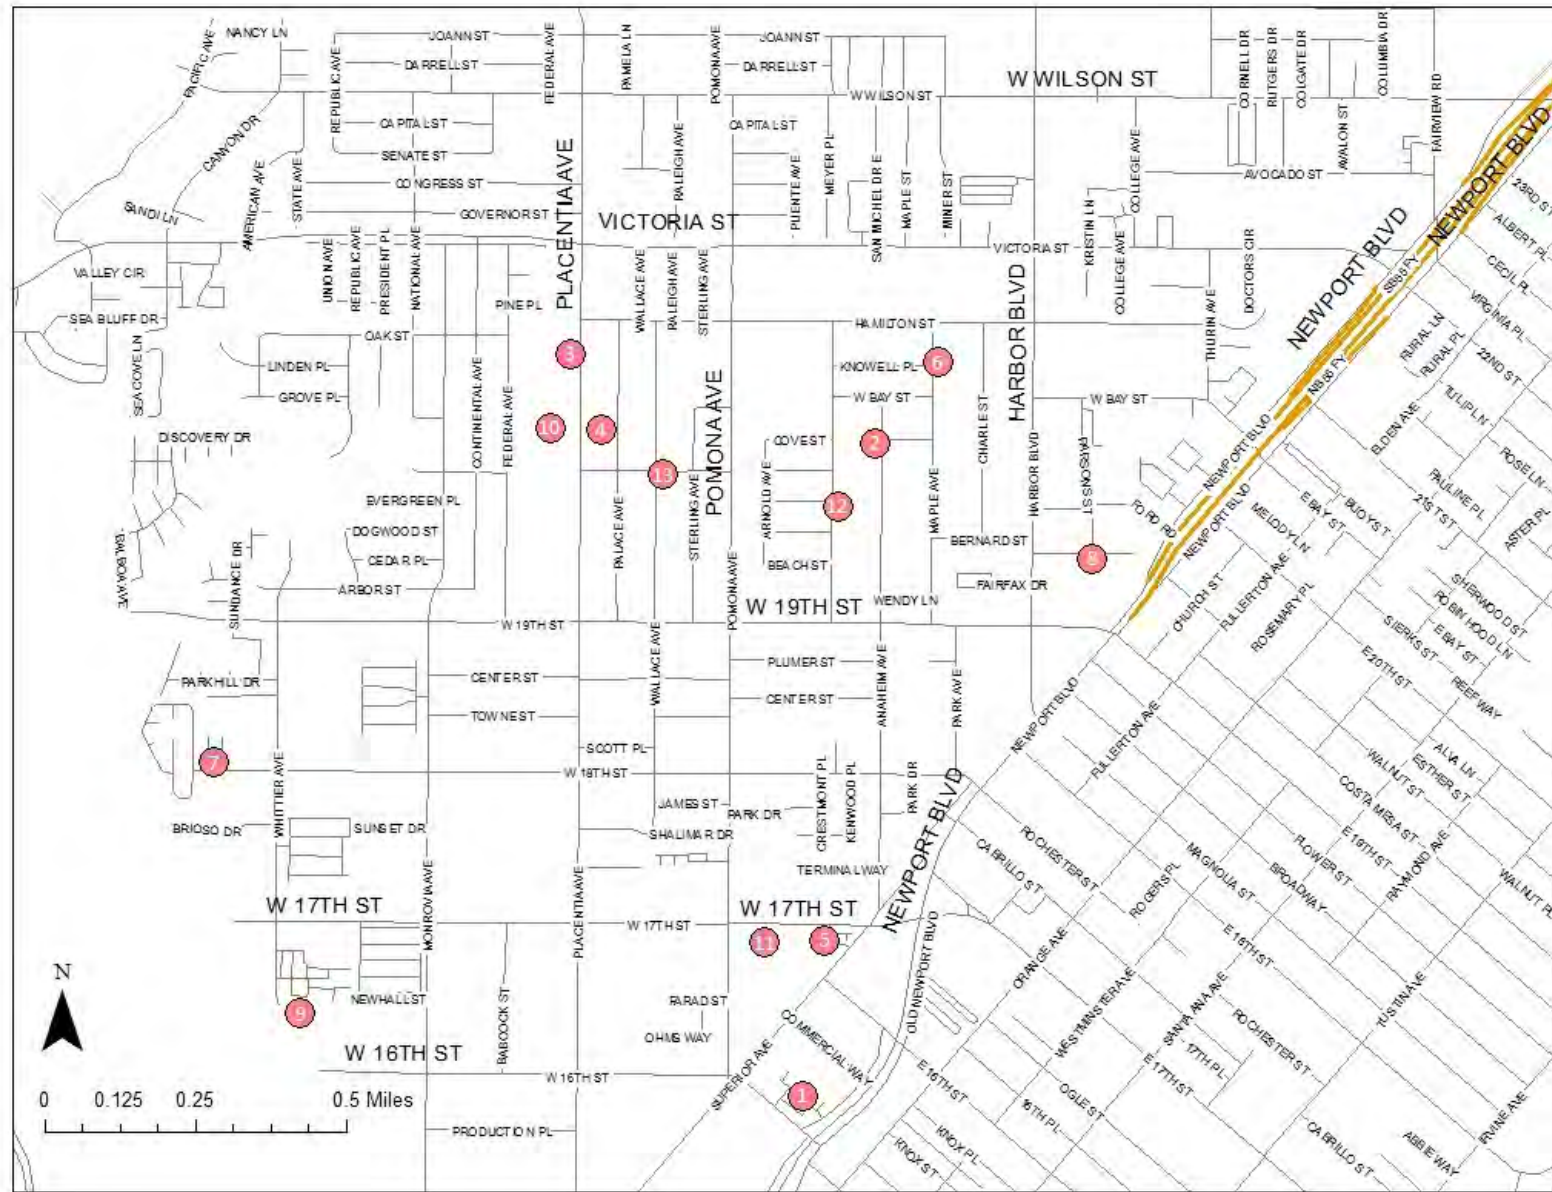 NANCY LN
PACIFIC AVE
REPUBLIC AVE
JOANN ST
DARRELL ST
FEDERAL AVE
PAMELA LN
POMONA AVE
JOANN ST
DARRELL ST
W WILSON ST
W WILSON ST
CORNELL DR
RUTGERS DR
COLGATE DR
COLUMBIA DR
FAIRVIEW RD
AVALON ST
CANYON DR
CAPITAL ST
SENATE ST
CAPITAL ST
AMERICAN AVE
STATE AVE
CONGRESS ST
PLACENTIA AVE
RALEIGH AVE
PUENTE AVE
MEYER PL
SAN MICHEL DR E
MAPLE ST
MINER ST
COLLEGE AVE
AVOCADO ST
NEWPORT BLVD
23RD ST
SANDI LN
GOVERNOR ST
VICTORIA ST
VICTORIA ST
KRISTIN LN
COLLEGE AVE
ALBERT PL
CECIL PL
VIRGINIA PL
VALLEY CIR
UNION AVE
REPUBLIC AVE
PRESIDENT PL
NATIONAL AVE
PINE PL
WALLACE AVE
RALEIGH AVE
STERLING AVE
HARBOR BLVD
THURIN AVE
DOCTORS CIR
NEWPORT BLVD
SB55 FY
NB55 FY
SEA BLUFF DR
SEA COVE LN
OAK ST
HAMILTON ST
RURAL LN
RURAL PL
22ND ST
LINDEN PL
GROVE PL
CONTINENTAL AVE
FEDERAL AVE
3
KNOWELL PL
6
W BAY ST
W BAY ST
TULIP LN
ELDEN AVE
ROSE LN
DISCOVERY DR
10
4
POMONA AVE
COVE ST
2
CHARLE ST
HARBOR BLVD
PARSONS ST
NEWPORT BLVD
PAULINE PL
13
ARNOLD AVE
MAPLE AVE
NEWPORT BLVD
E BAY ST
BUOY ST
21ST ST
ASTER PL
EVERGREEN PL
PALACE AVE
STERLING AVE
12
FORD RD
MELODY LN
BALBOA AVE
SUNDANCE DR
DOGWOOD ST
CEDAR PL
ARBOR ST
BEACH ST
BERNARD ST
8
FAIRFAX DR
CHURCH ST
FULLERTON AVE
ROSEMARY PL
SHERWOOD ST
ROBIN HOOD LN
E BAY ST
SIERKS ST
W 19TH ST
W 19TH ST
POMONA AVE
WENDY LN
E 20TH ST
REEF WAY
PARKHILL DR
CENTER ST
TOWNE ST
WALLACE AVE
PLUMER ST
CENTER ST
ANAHEIM AVE
PARK AVE
NEWPORT BLVD
FULLERTON AVE
ALVA LN
ESTHER ST
WALNUT ST
COSTA MESA ST
7
WHITTIER AVE
SCOTT PL
W 18TH ST
CRESTMONT PL
KENWOOD PL
PARK DR
BRIOSO DR
SUNSET DR
JAMES ST
PARK DR
SHALIMAR DR
TERMINAL WAY
NEWPORT BLVD
CABRILLO ST
ROCHESTER ST
ROGERS PL
MAGNOLIA ST
BROADWAY
FLOWER ST
E 19TH ST
RAYMOND AVE
WALNUT PL
MONROVIA AVE
PLACENTIA AVE
W 17TH ST
W 17TH ST
W 17TH ST
11
5
OLD NEWPORT BLVD
ORANGE AVE
WESTMINSTER AVE
SANTA ANA AVE
E 18TH ST
TUSTIN AVE
N
9
NEWHALL ST
BABCOCK ST
FARAD ST
OHMS WAY
COMMERCIAL WAY
SUPERIOR AVE
ROCHESTER ST
17TH PL
E 17TH ST
W 16TH ST
W 16TH ST
1
E 16TH ST
16TH PL
OGLE ST
0 0.125 0.25 0.5 Miles
PRODUCTION PL
KNOX PL
KNOX ST
CABRILLO ST
ABBIE WAY
IRVINE AVE